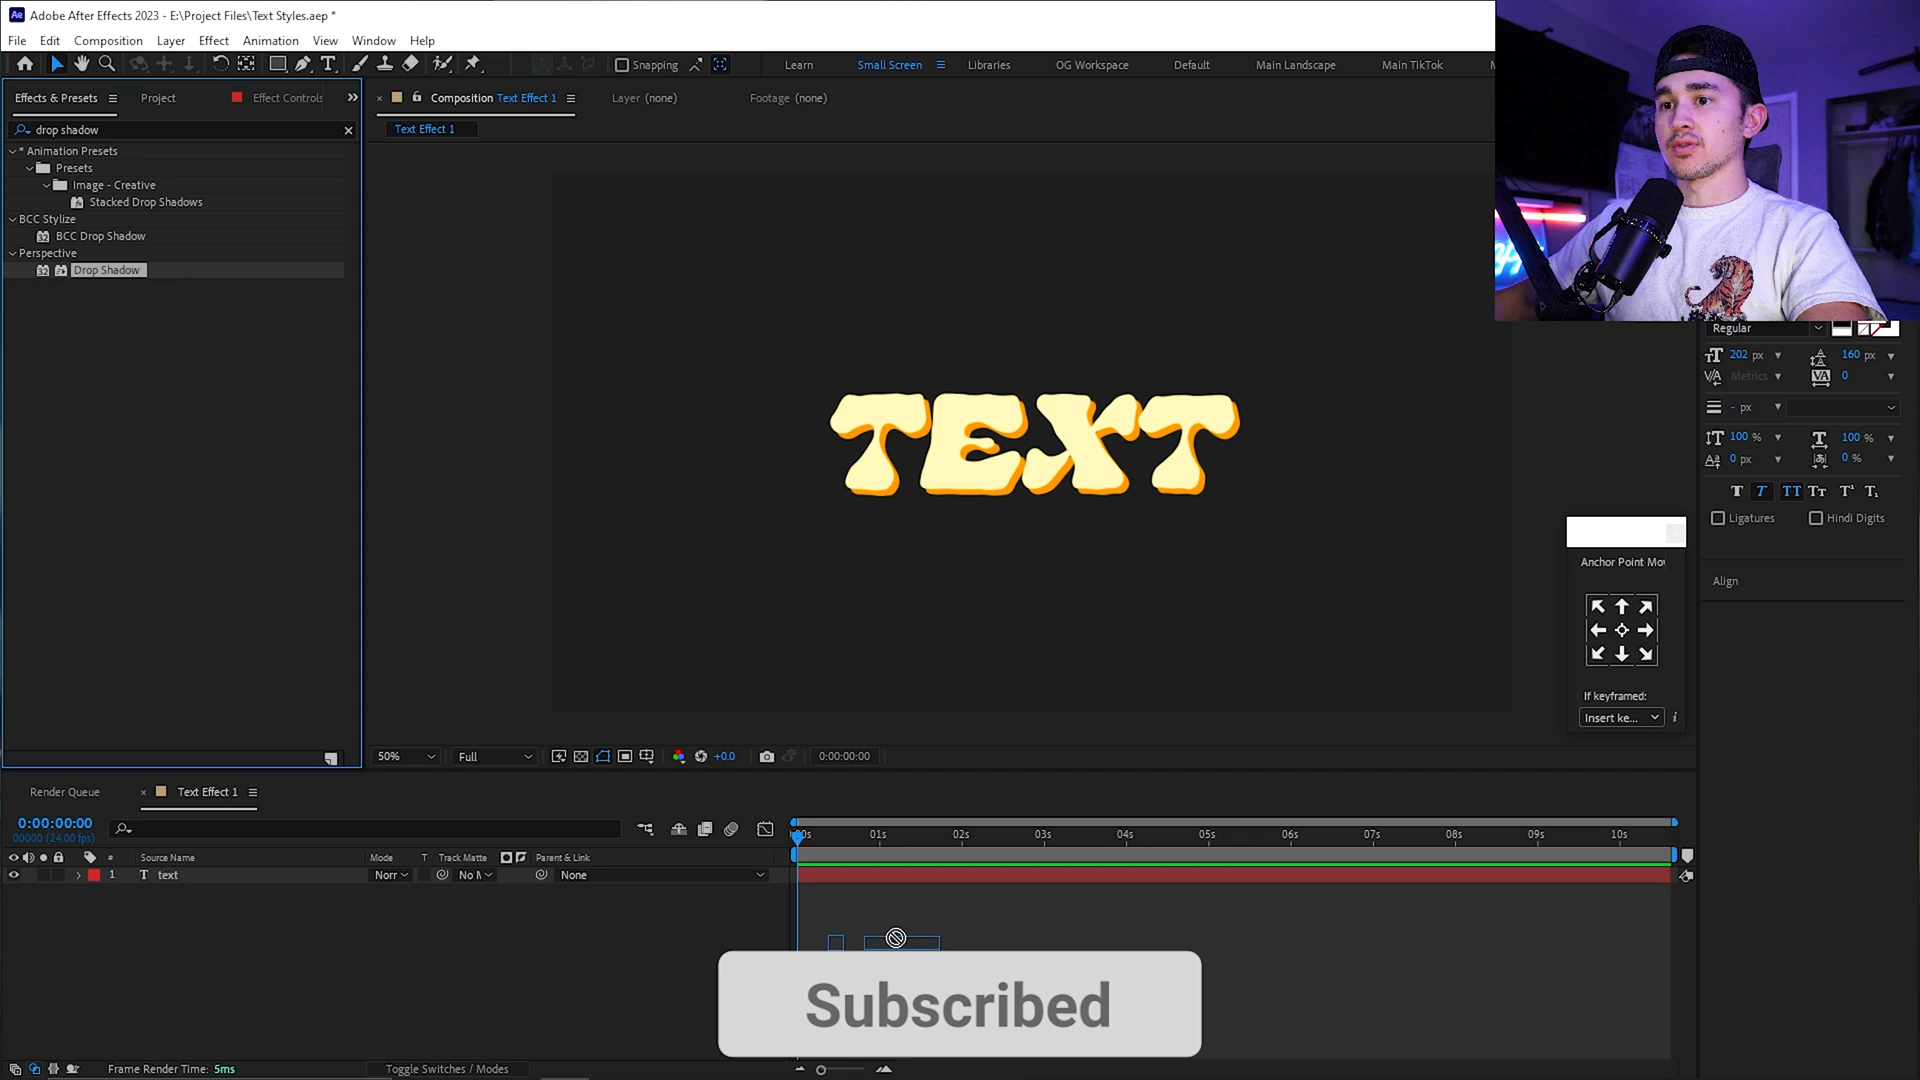 Adobe After Effects 2023 - E:\Project Files\Text Styles.aep *
File Edit Composition Layer Effect Animation View Window Help
Snapping Learn Small Screen Libraries OG Workspace Default Main Landscape Main TikTok
Effects & Presets Project Effect Controls
Composition Text Effect 1 Layer (none) Footage (none)
drop shadow
Text Effect 1
* Animation Presets
Presets
Image - Creative
Stacked Drop Shadows
BCC Stylize
BCC Drop Shadow
Perspective
Drop Shadow
TEXT
Regular
202 px 160 px
Metrics 0
- px
100 % 100 %
0 px 0 %
Ligatures Hindi Digits
Anchor Point Mo
Align
If keyframed:
Insert ke...
50% Full +0.0 0:00:00:00
Render Queue Text Effect 1
0:00:00:00
00000 (24.00 fps)
01s 02s 03s 04s 05s 06s 07s 08s 09s 10s
# Source Name Mode T Track Matte Parent & Link
1 text Norr No None
Subscribed
Frame Render Time: 5ms Toggle Switches / Modes